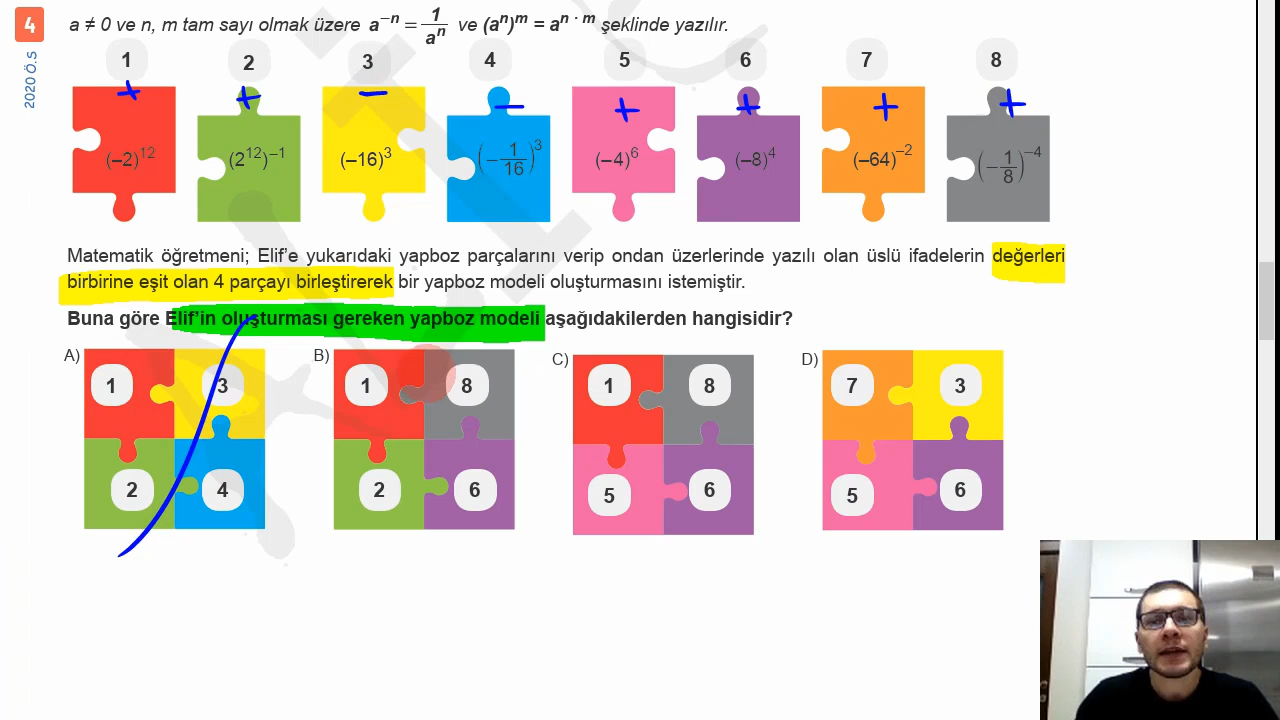 4
2020 Ö.S
a ≠ 0 ve n, m tam sayı olmak üzere a⁻ⁿ = 1/aⁿ ve (aⁿ)ᵐ = aⁿ · ᵐ şeklinde yazılır.
1 2 3 4 5 6 7 8
+ + − − + + + +
(–2)¹² (2¹²)⁻¹ (–16)³ (–1/16)³ (–4)⁶ (–8)⁴ (–64)⁻² (–1/8)⁻⁴
Matematik öğretmeni; Elif'e yukarıdaki yapboz parçalarını verip ondan üzerlerinde yazılı olan üslü ifadelerin değerleri
birbirine eşit olan 4 parçayı birleştirerek bir yapboz modeli oluşturmasını istemiştir.
Buna göre Elif'in oluşturması gereken yapboz modeli aşağıdakilerden hangisidir?
A) B) C) D)
1 3 1 8 1 8 7 3
2 4 2 6 5 6 5 6